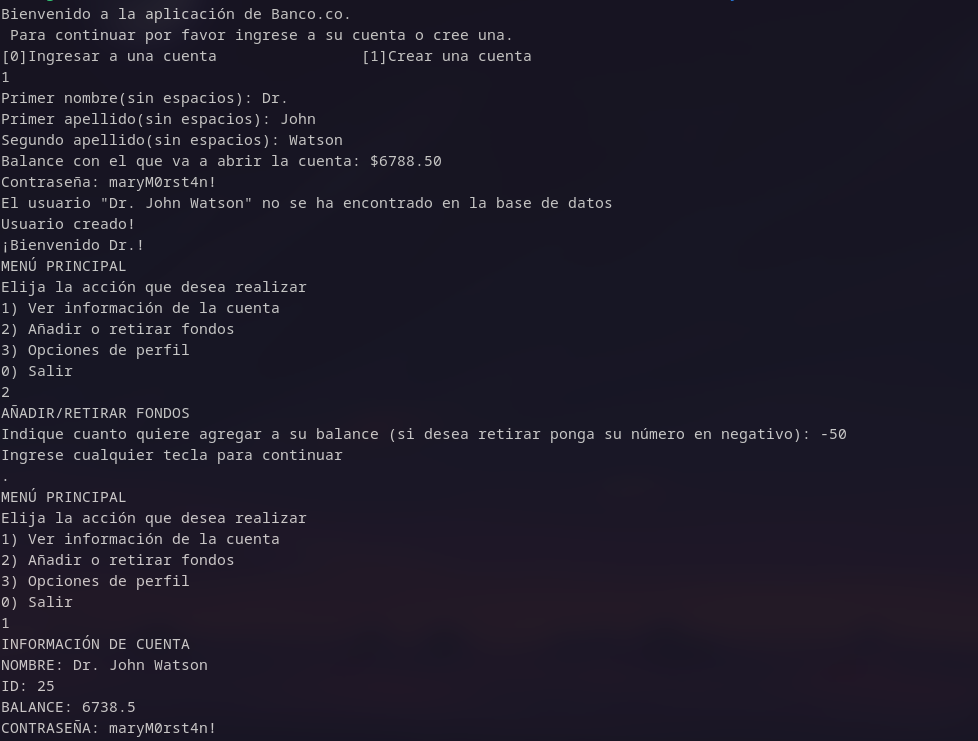 Bienvenido a la aplicación de Banco.co.
 Para continuar por favor ingrese a su cuenta o cree una.
[0]Ingresar a una cuenta                [1]Crear una cuenta
1
Primer nombre(sin espacios): Dr.
Primer apellido(sin espacios): John
Segundo apellido(sin espacios): Watson
Balance con el que va a abrir la cuenta: $6788.50
Contraseña: maryM0rst4n!
El usuario "Dr. John Watson" no se ha encontrado en la base de datos
Usuario creado!
¡Bienvenido Dr.!
MENÚ PRINCIPAL
Elija la acción que desea realizar
1) Ver información de la cuenta
2) Añadir o retirar fondos
3) Opciones de perfil
0) Salir
2
AÑADIR/RETIRAR FONDOS
Indique cuanto quiere agregar a su balance (si desea retirar ponga su número en negativo): -50
Ingrese cualquier tecla para continuar
.
MENÚ PRINCIPAL
Elija la acción que desea realizar
1) Ver información de la cuenta
2) Añadir o retirar fondos
3) Opciones de perfil
0) Salir
1
INFORMACIÓN DE CUENTA
NOMBRE: Dr. John Watson
ID: 25
BALANCE: 6738.5
CONTRASEÑA: maryM0rst4n!